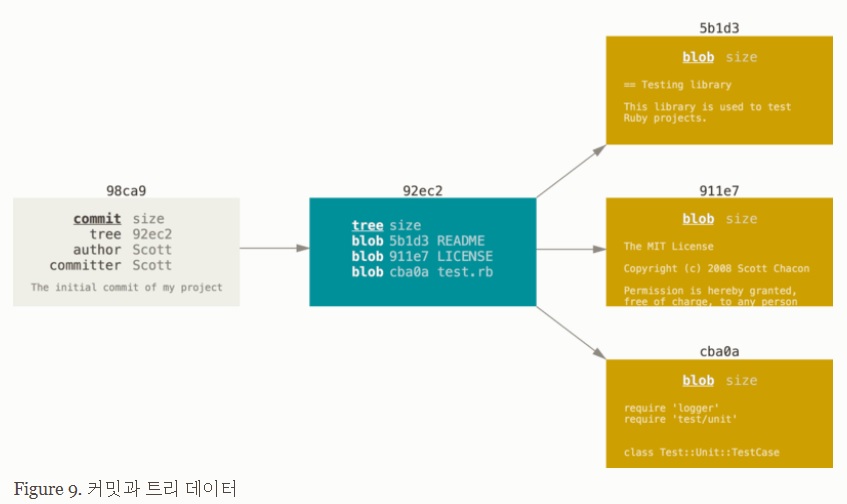 98ca9
commit size
tree 92ec2
author Scott
committer Scott
The initial commit of my project
92ec2
tree size
blob 5b1d3 README
blob 911e7 LICENSE
blob cba0a test.rb
5b1d3
blob size
== Testing library
This library is used to test
Ruby projects.
911e7
blob size
The MIT License
Copyright (c) 2008 Scott Chacon
Permission is hereby granted,
free of charge, to any person
cba0a
blob size
require 'logger'
require 'test/unit'
class Test::Unit::TestCase
Figure 9. 커밋과 트리 데이터